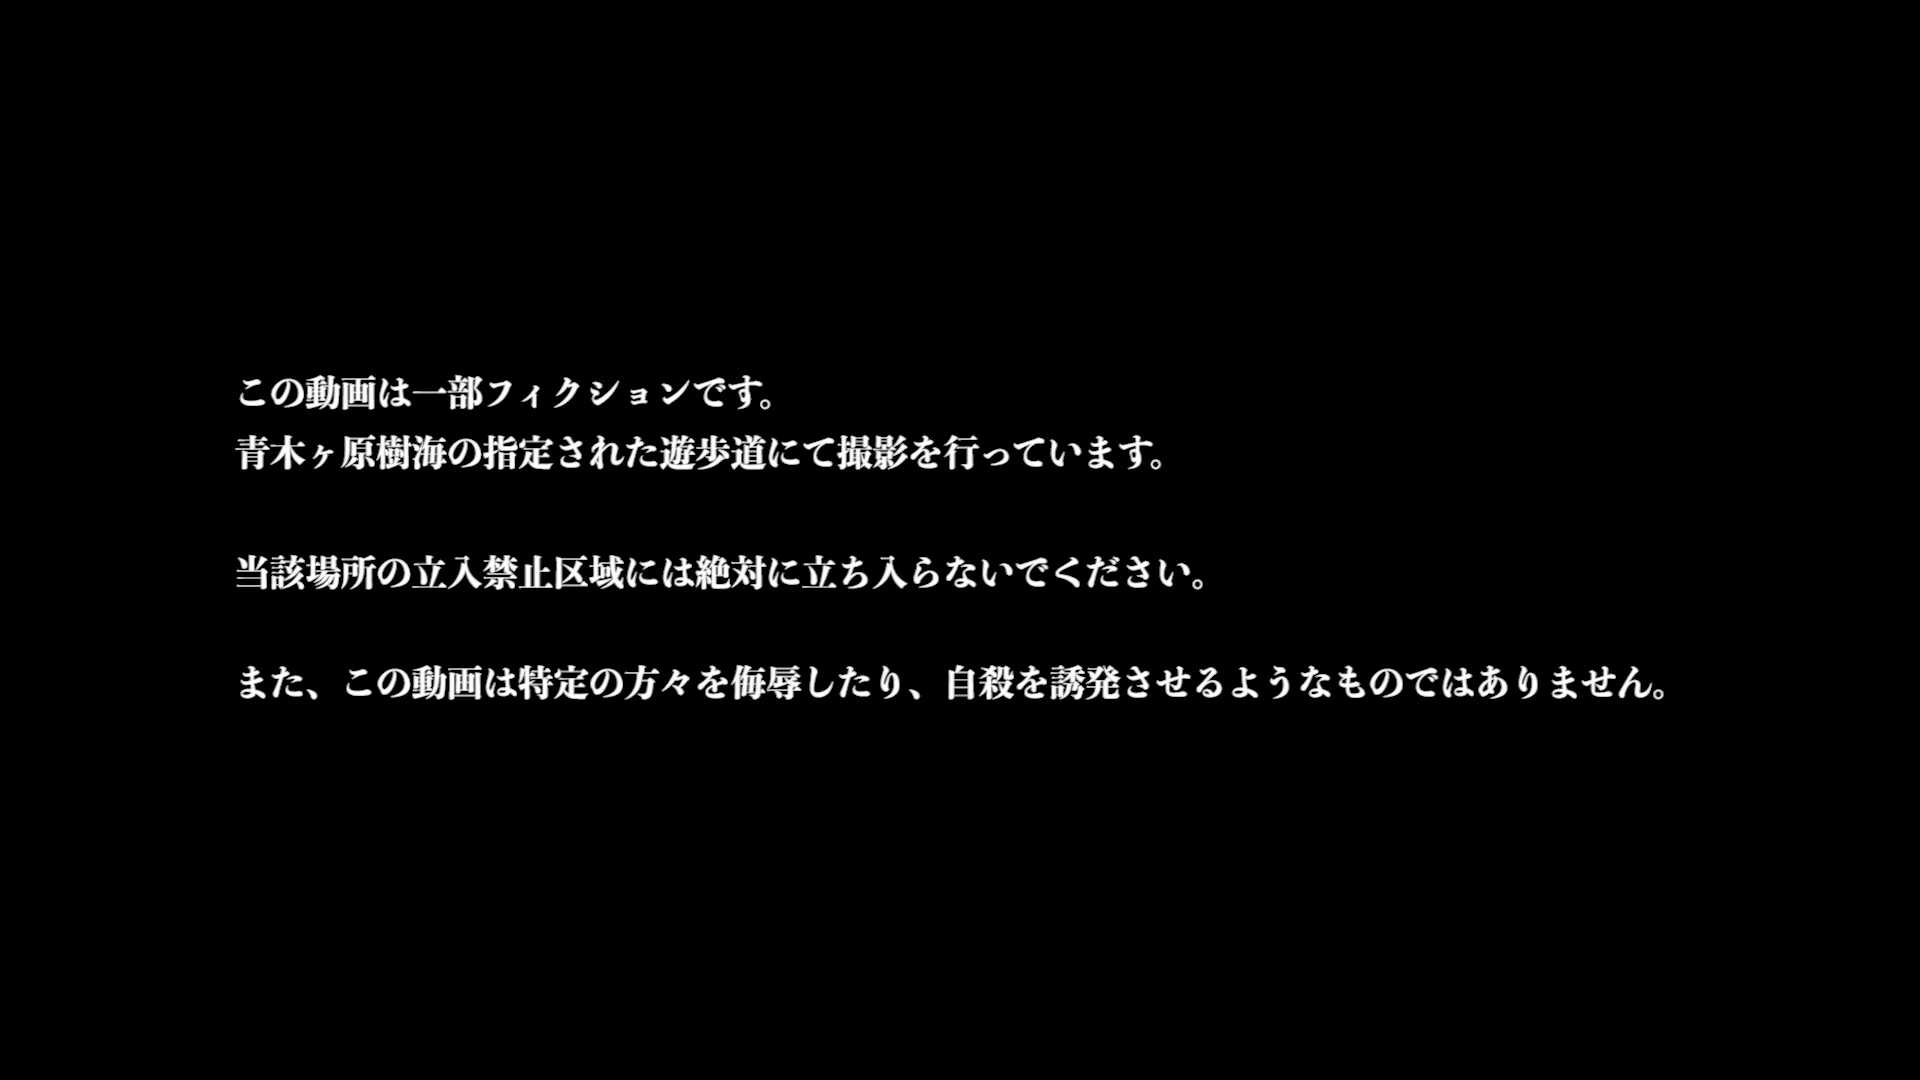 この動画は一部フィクションです。
青木ヶ原樹海の指定された遊歩道にて撮影を行っています。
当該場所の立入禁止区域には絶対に立ち入らないでください。
また、この動画は特定の方々を侮辱したり、自殺を誘発させるようなものではありません。